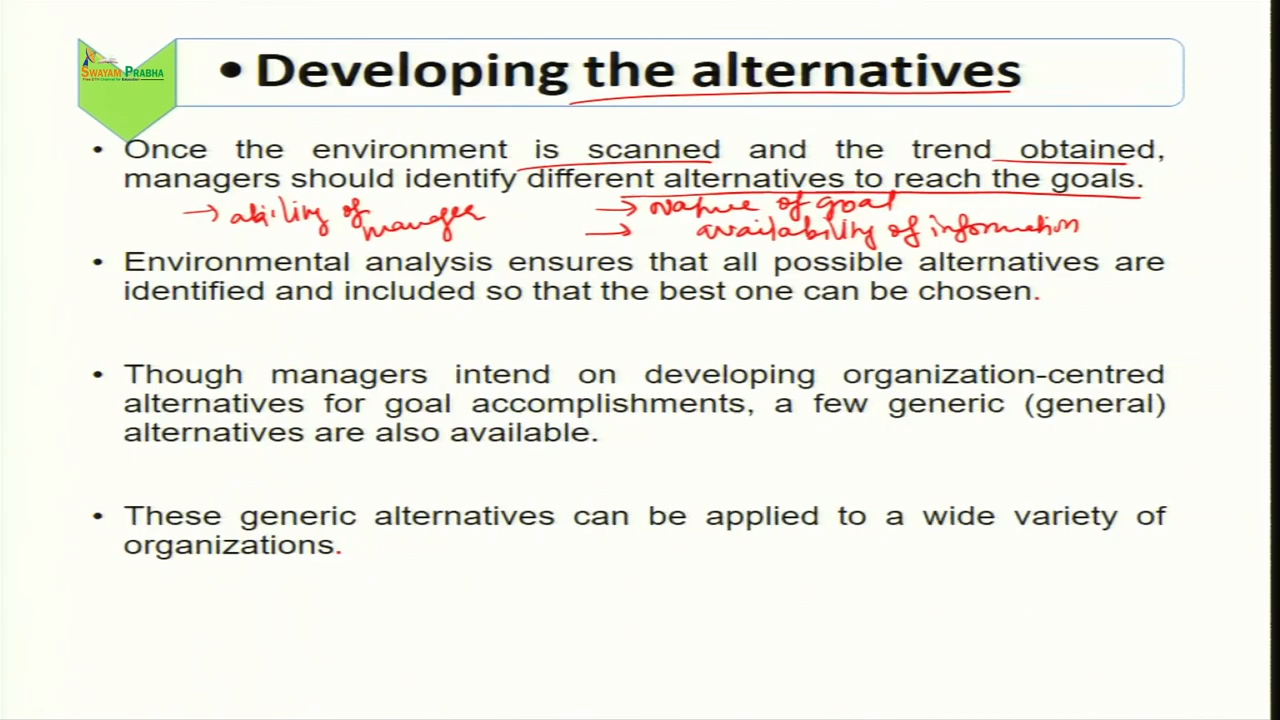 SWAYAM PRABHA
• Developing the alternatives
• Once the environment is scanned and the trend obtained,
managers should identify different alternatives to reach the goals.
→ ability of manager
→ Nature of goal
→ availability of information
• Environmental analysis ensures that all possible alternatives are
identified and included so that the best one can be chosen.
• Though managers intend on developing organization-centred
alternatives for goal accomplishments, a few generic (general)
alternatives are also available.
• These generic alternatives can be applied to a wide variety of
organizations.